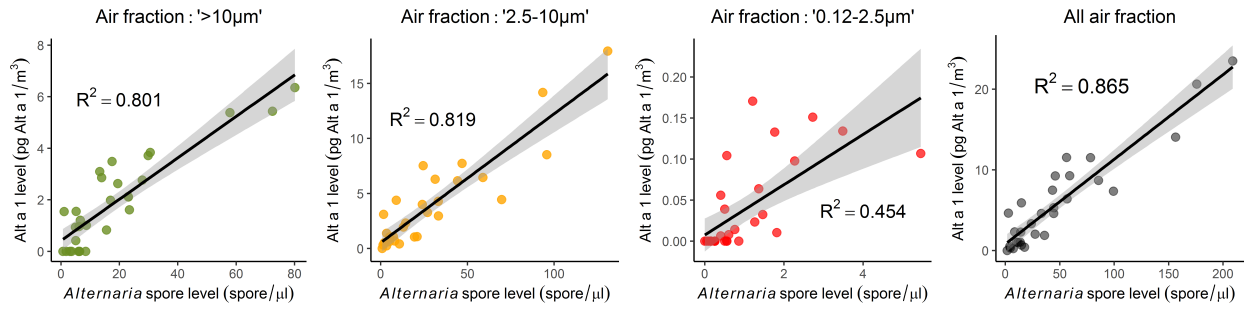 Air fraction : '>10µm'
Alt a 1 level (pg Alt a 1/m³)
8
6
4
2
0
R² = 0.801
0 20 40 60 80
Alternaria spore level (spore/µl)
Air fraction : '2.5-10µm'
Alt a 1 level (pg Alt a 1/m³)
15
10
5
0
R² = 0.819
0 50 100
Alternaria spore level (spore/µl)
Air fraction : '0.12-2.5µm'
Alt a 1 level (pg Alt a 1/m³)
0.20
0.15
0.10
0.05
0.00
R² = 0.454
0 2 4
Alternaria spore level (spore/µl)
All air fraction
Alt a 1 level (pg Alt a 1/m³)
20
10
0
R² = 0.865
0 50 100 150 200
Alternaria spore level (spore/µl)